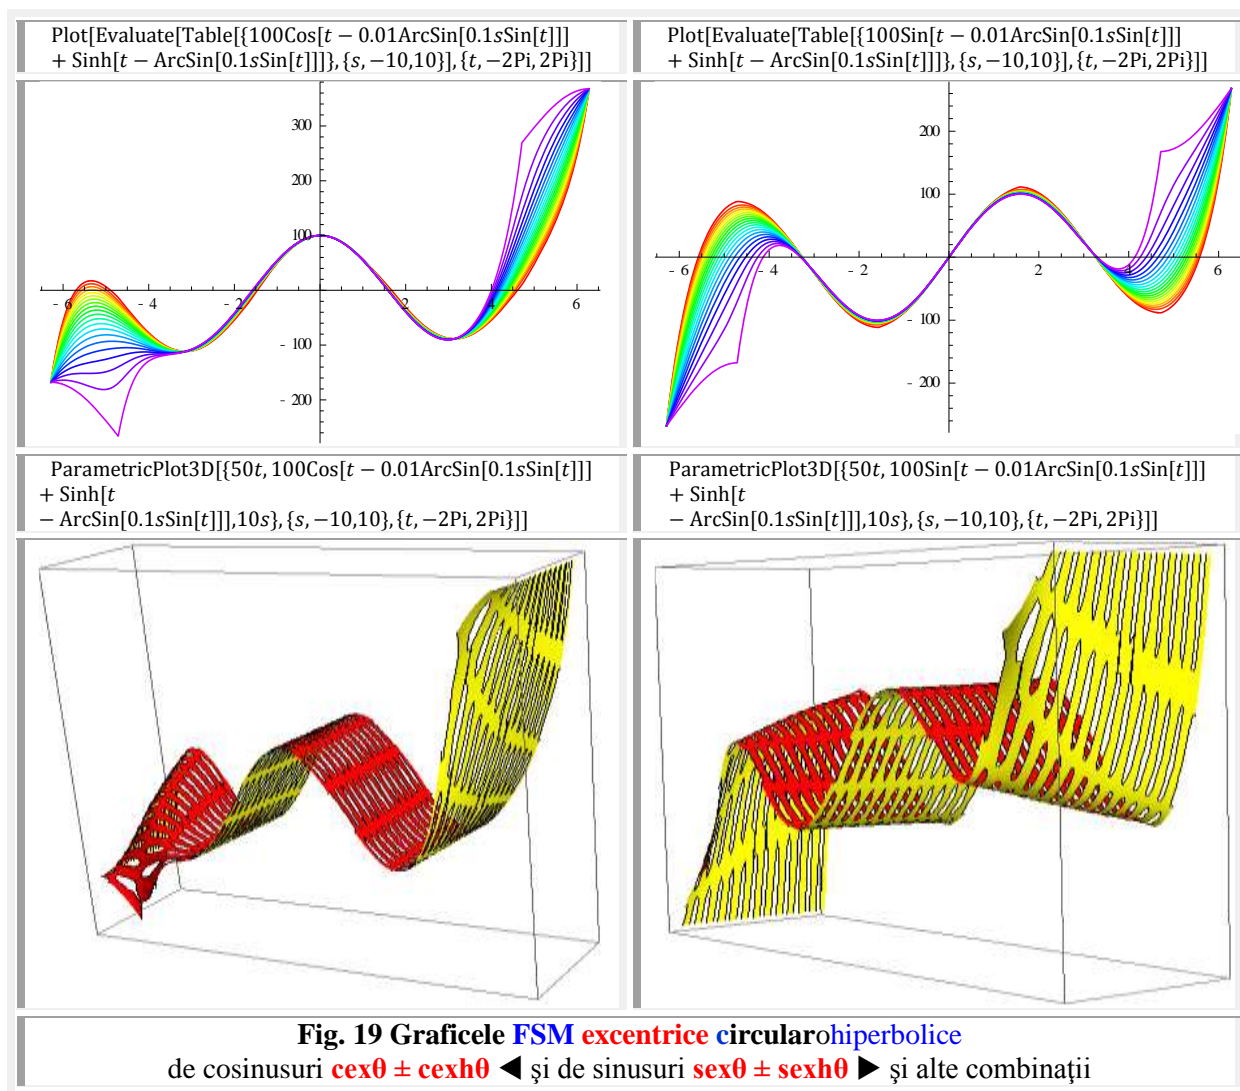 Plot[Evaluate[Table[{100Cos[t − 0.01ArcSin[0.1sSin[t]]]
+ Sinh[t − ArcSin[0.1sSin[t]]]},{s,−10,10}],{t,−2Pi,2Pi}]]
Plot[Evaluate[Table[{100Sin[t − 0.01ArcSin[0.1sSin[t]]]
+ Sinh[t − ArcSin[0.1sSin[t]]]},{s,−10,10}],{t,−2Pi,2Pi}]]
300
200
100
- 100
- 200
- 6 - 4 - 2 2 4 6
200
100
- 100
- 200
- 6 - 4 - 2 2 4 6
ParametricPlot3D[{50t, 100Cos[t − 0.01ArcSin[0.1sSin[t]]]
+ Sinh[t
− ArcSin[0.1sSin[t]]],10s},{s,−10,10},{t,−2Pi,2Pi}]]
ParametricPlot3D[{50t, 100Sin[t − 0.01ArcSin[0.1sSin[t]]]
+ Sinh[t
− ArcSin[0.1sSin[t]]],10s},{s,−10,10},{t,−2Pi,2Pi}]]
Fig. 19 Graficele FSM excentrice circularohiperbolice
de cosinusuri cexθ ± cexhθ ◄ şi de sinusuri sexθ ± sexhθ ► şi alte combinaţii